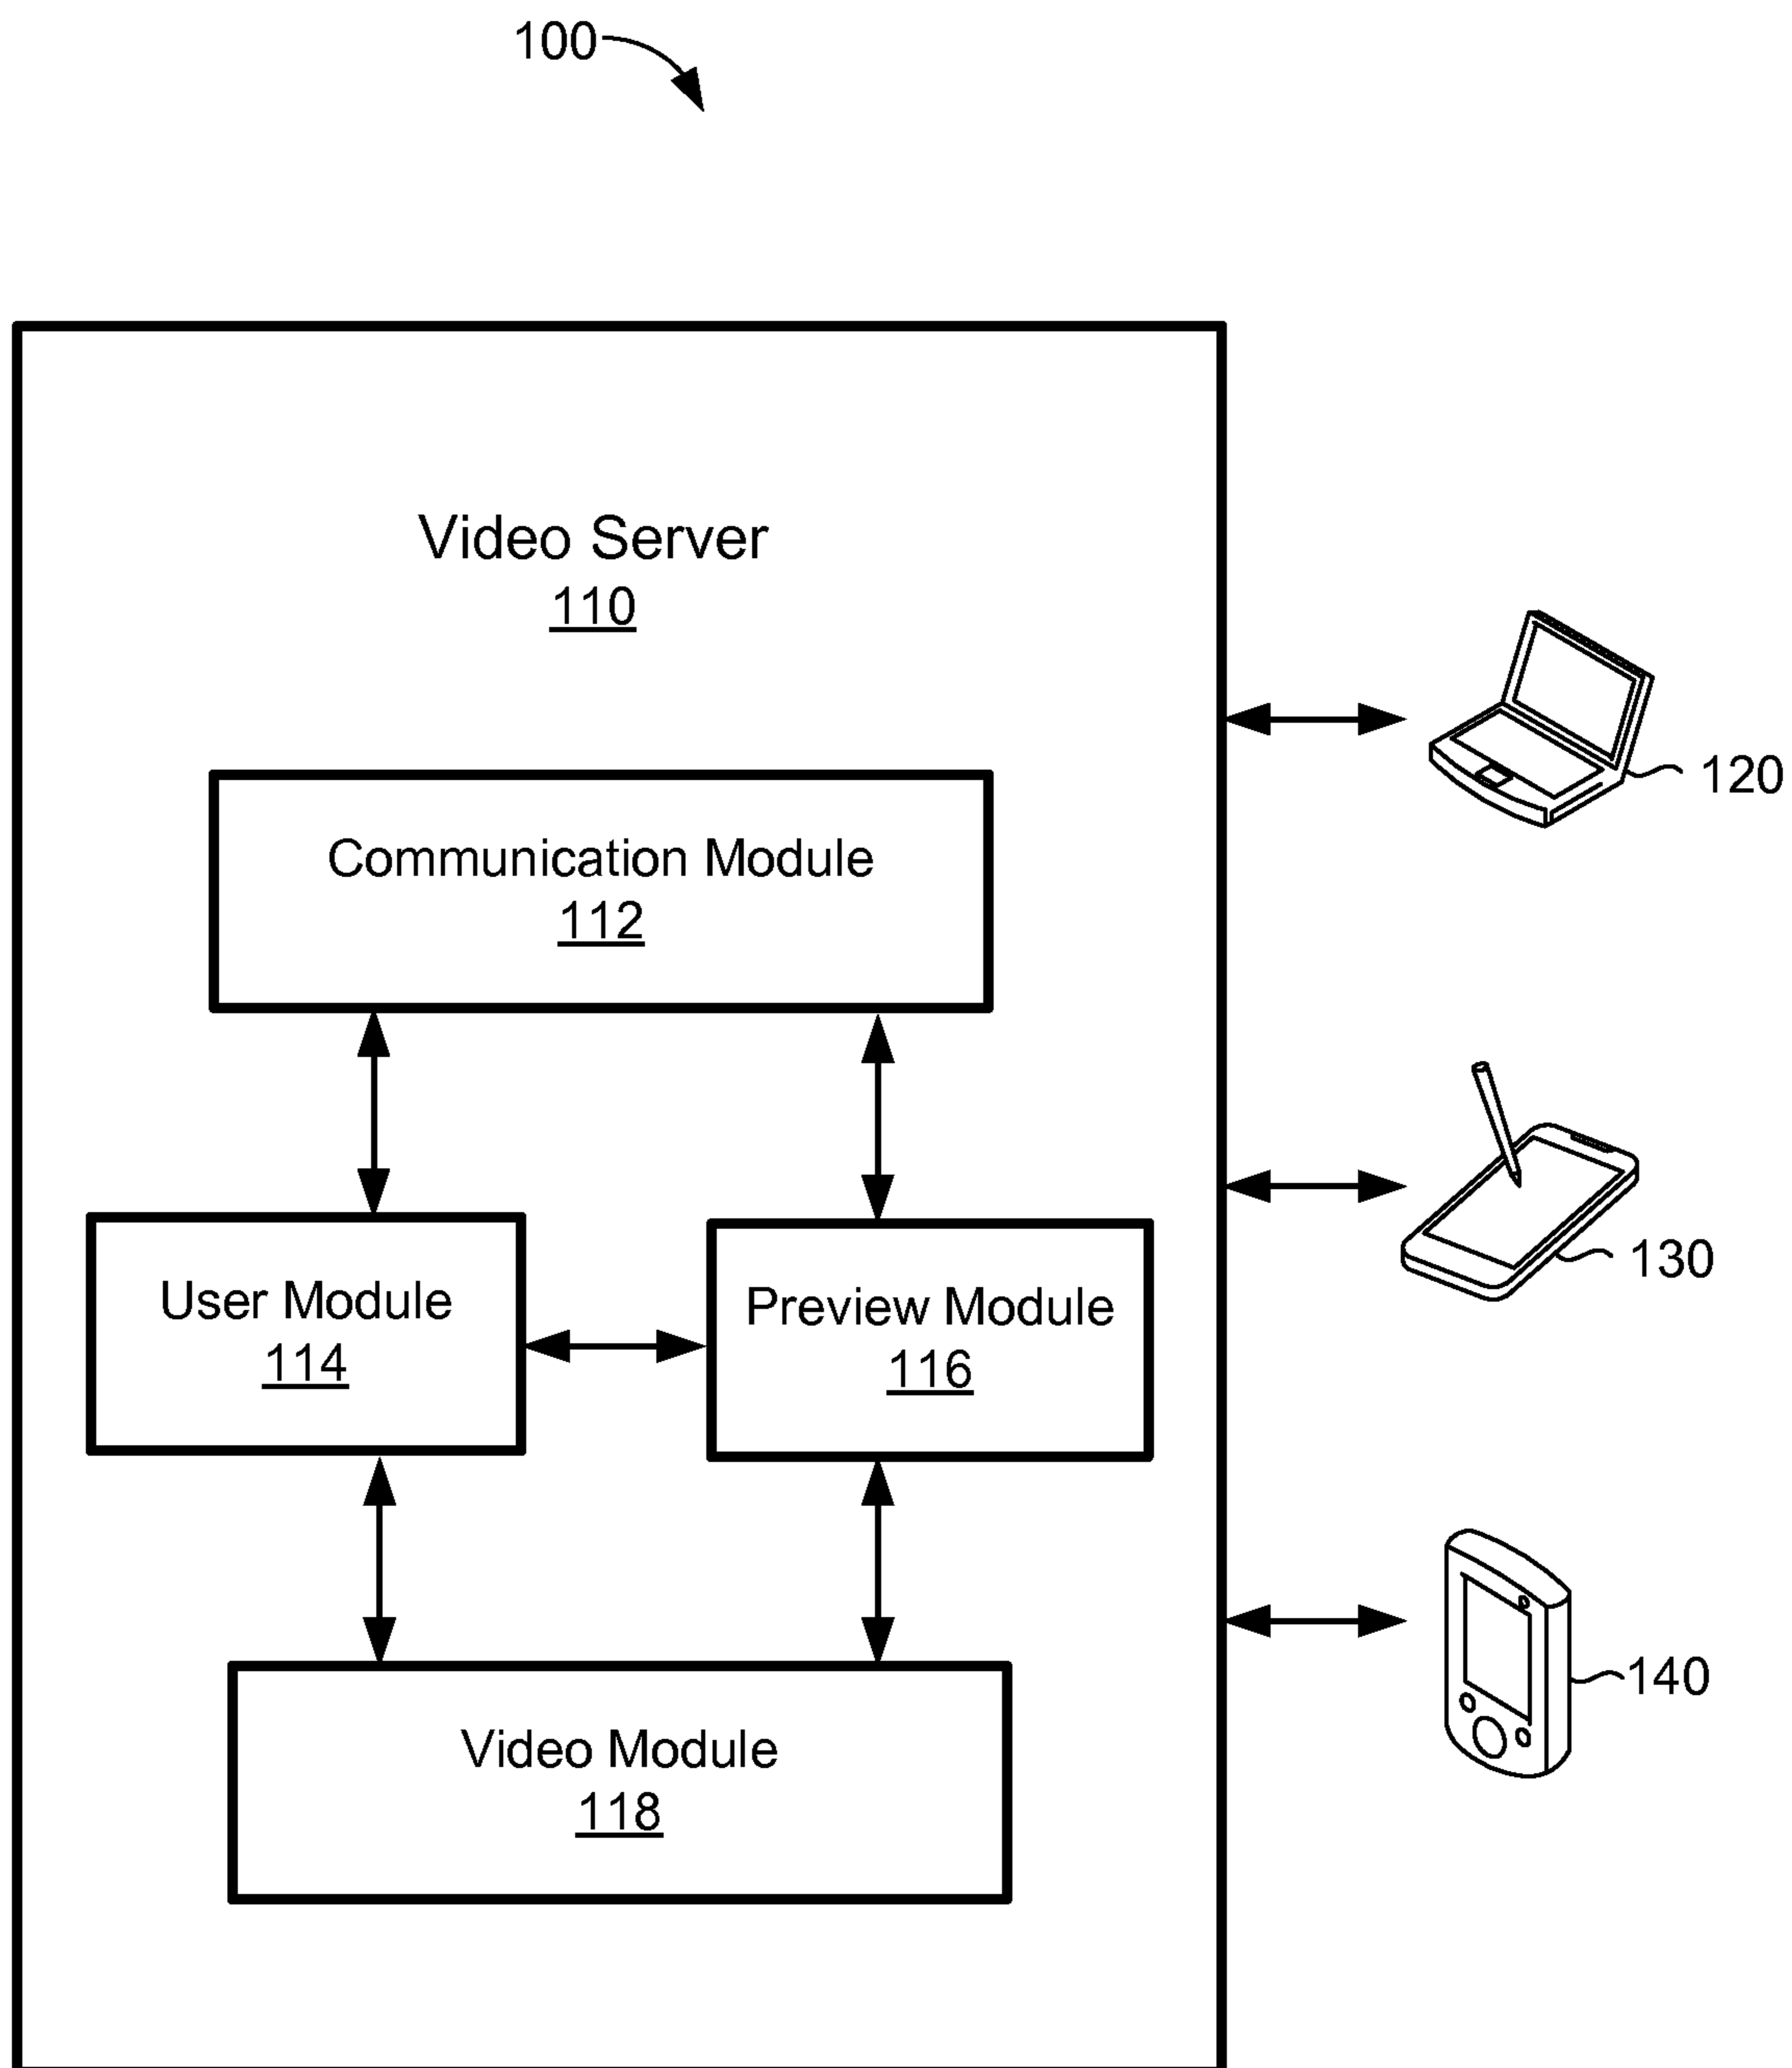 100
Video Server
110
120
Communication Module
112
130
User Module
114
Preview Module
116
140
Video Module
118